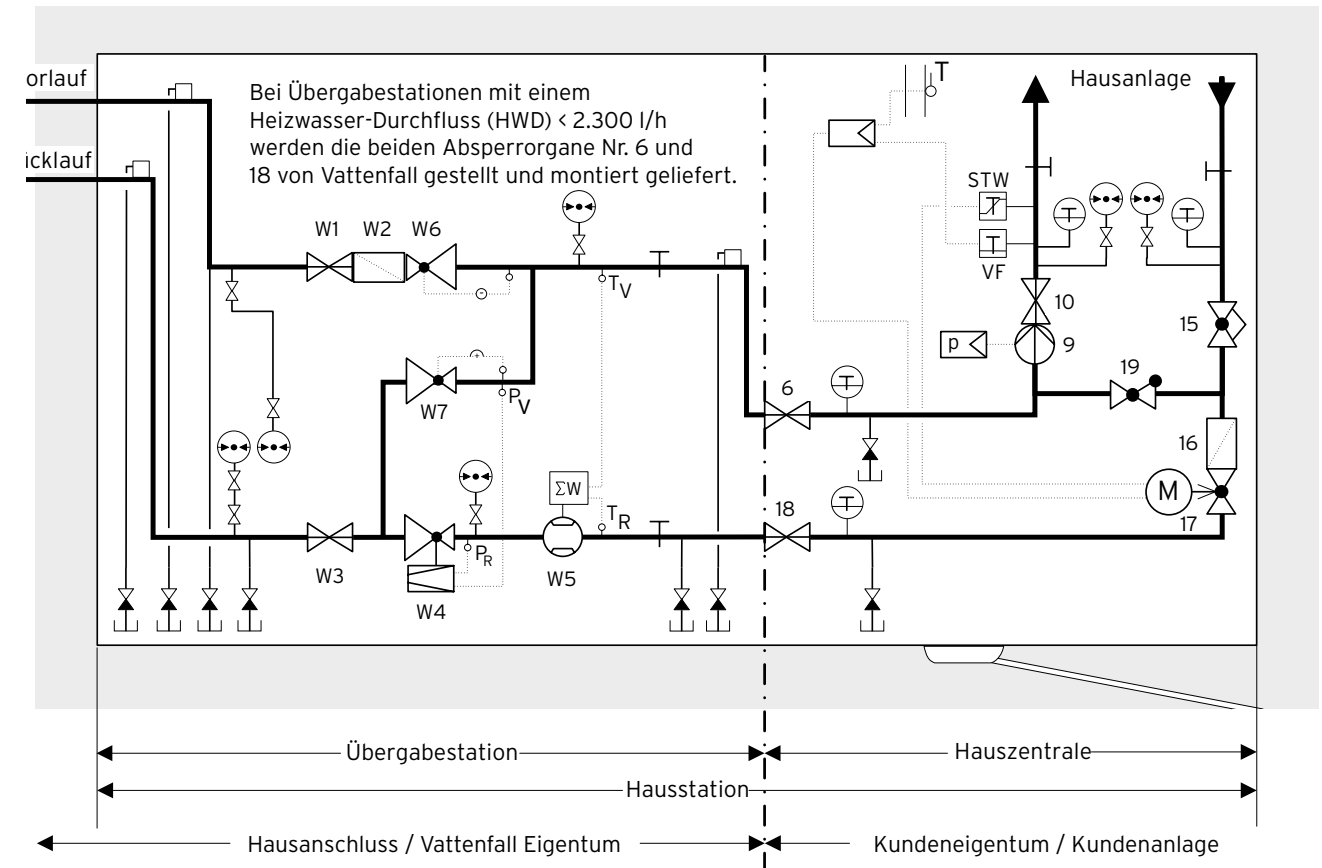 orlauf
icklauf
Bei Übergabestationen mit einem
Heizwasser-Durchfluss (HWD) < 2.300 l/h
werden die beiden Absperrorgane Nr. 6 und
18 von Vattenfall gestellt und montiert geliefert.
T
Hausanlage
STW
T
T
T
T
VF
W1 W2 W6
TV
10
p
9
15
19
6
T
W7
PV
16
ΣW
M
TR
18
T
17
PR
W3
W5
W4
Übergabestation
Hauszentrale
Hausstation
Hausanschluss / Vattenfall Eigentum
Kundeneigentum / Kundenanlage